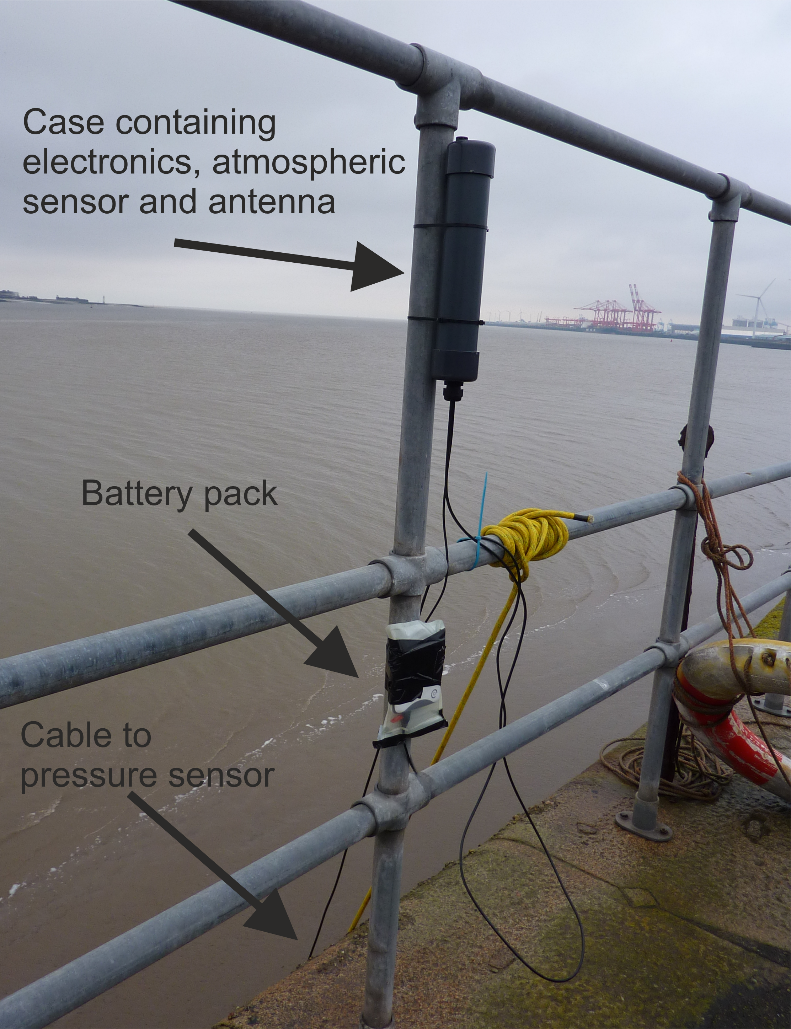 Case containing
electronics, atmospheric
sensor and antenna
Battery pack
Cable to
pressure sensor